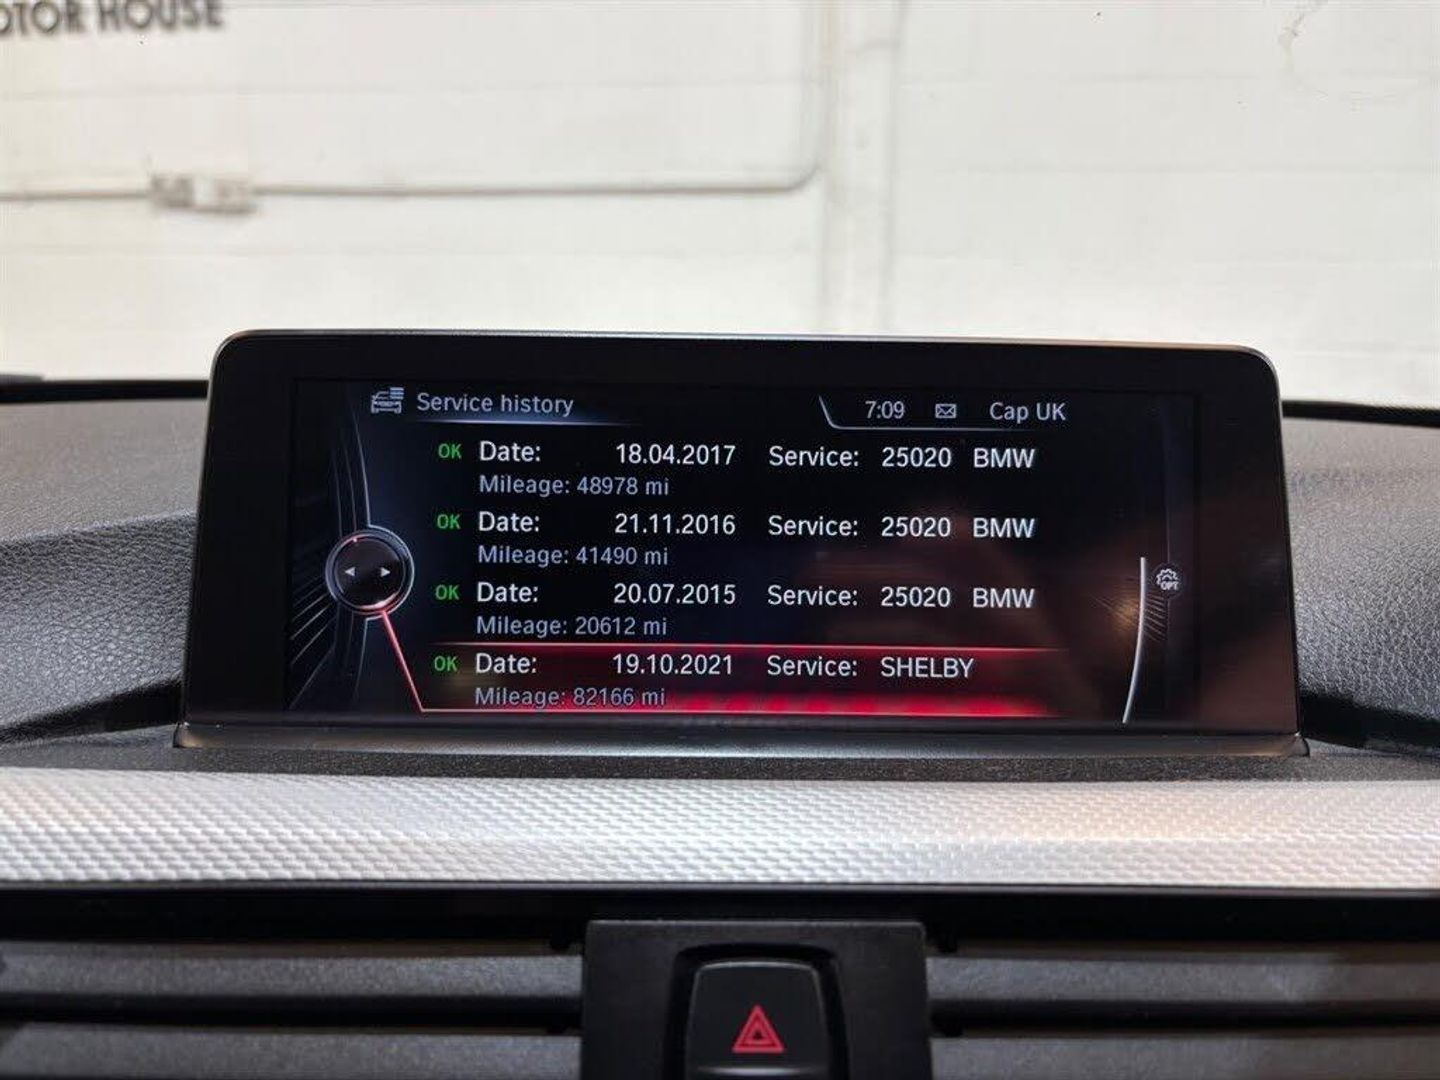 OTOR HOUSE
Service history 7:09 Cap UK
OK Date: 18.04.2017 Service: 25020 BMW
Mileage: 48978 mi
OK Date: 21.11.2016 Service: 25020 BMW
Mileage: 41490 mi
OK Date: 20.07.2015 Service: 25020 BMW
OPT
Mileage: 20612 mi
OK Date: 19.10.2021 Service: SHELBY
Mileage: 82166 mi